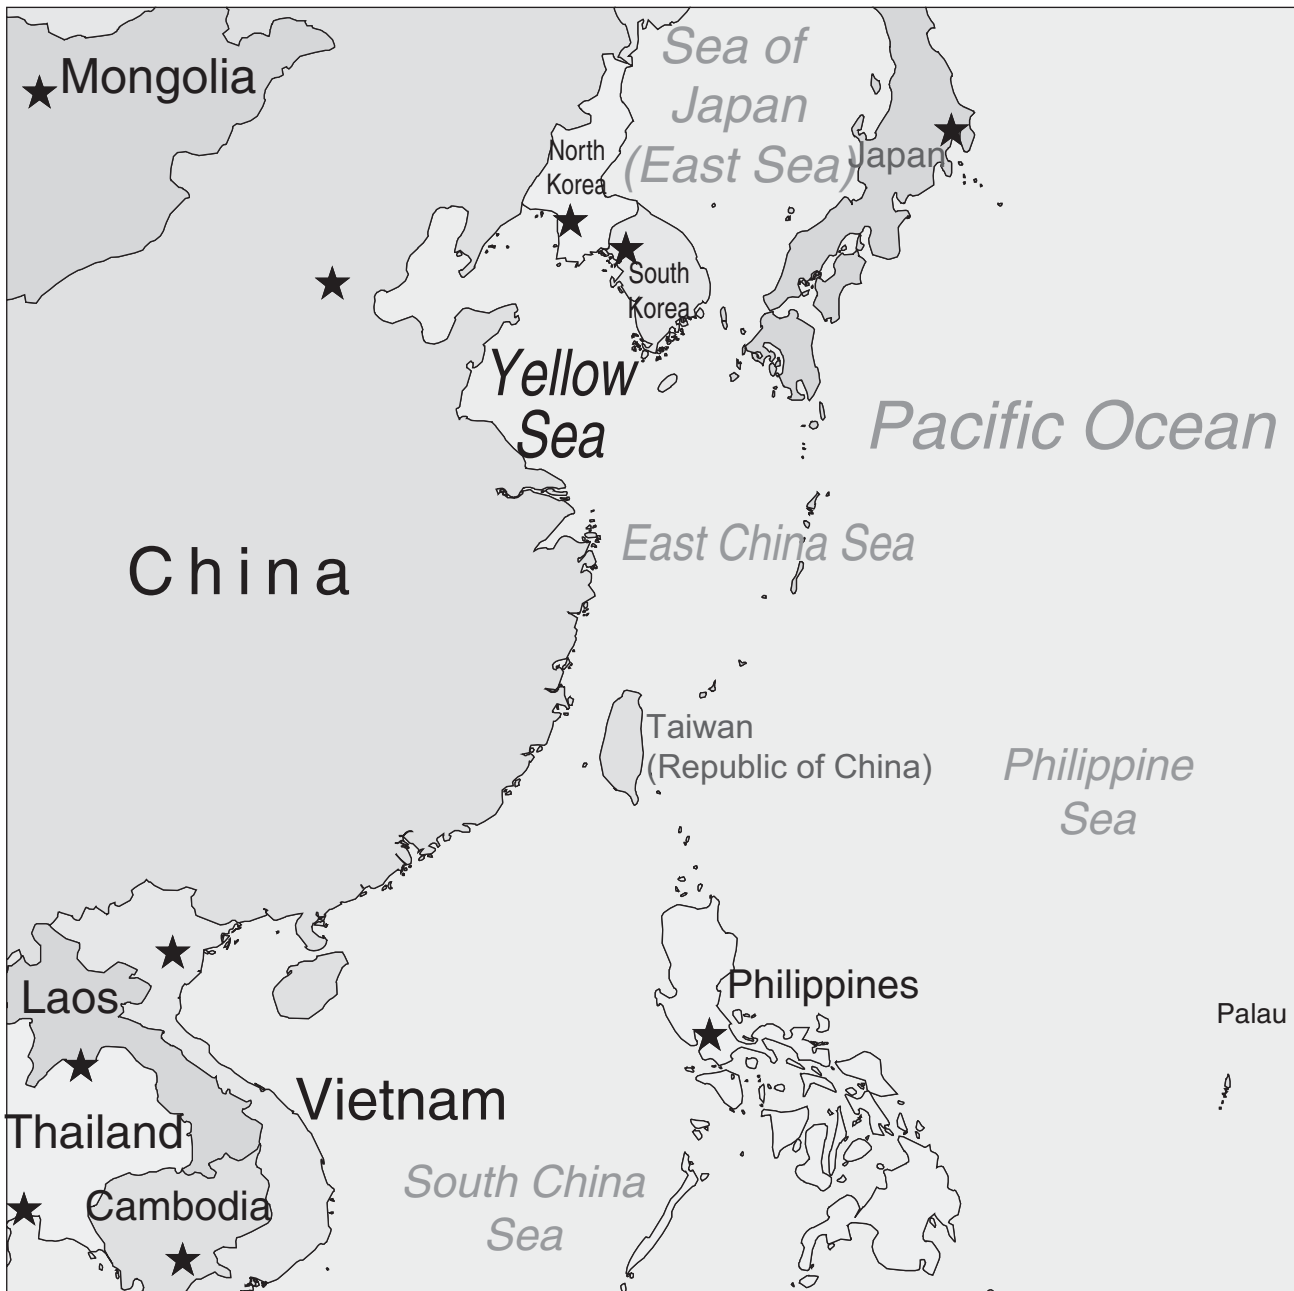 Sea of
Japan
(East Sea)
Mongolia
North
Korea
Japan
South
Korea
Yellow
Sea
Pacific Ocean
East China Sea
China
Taiwan
(Republic of China)
Philippine
Sea
Philippines
Laos
Palau
Vietnam
Thailand
South China
Sea
Cambodia